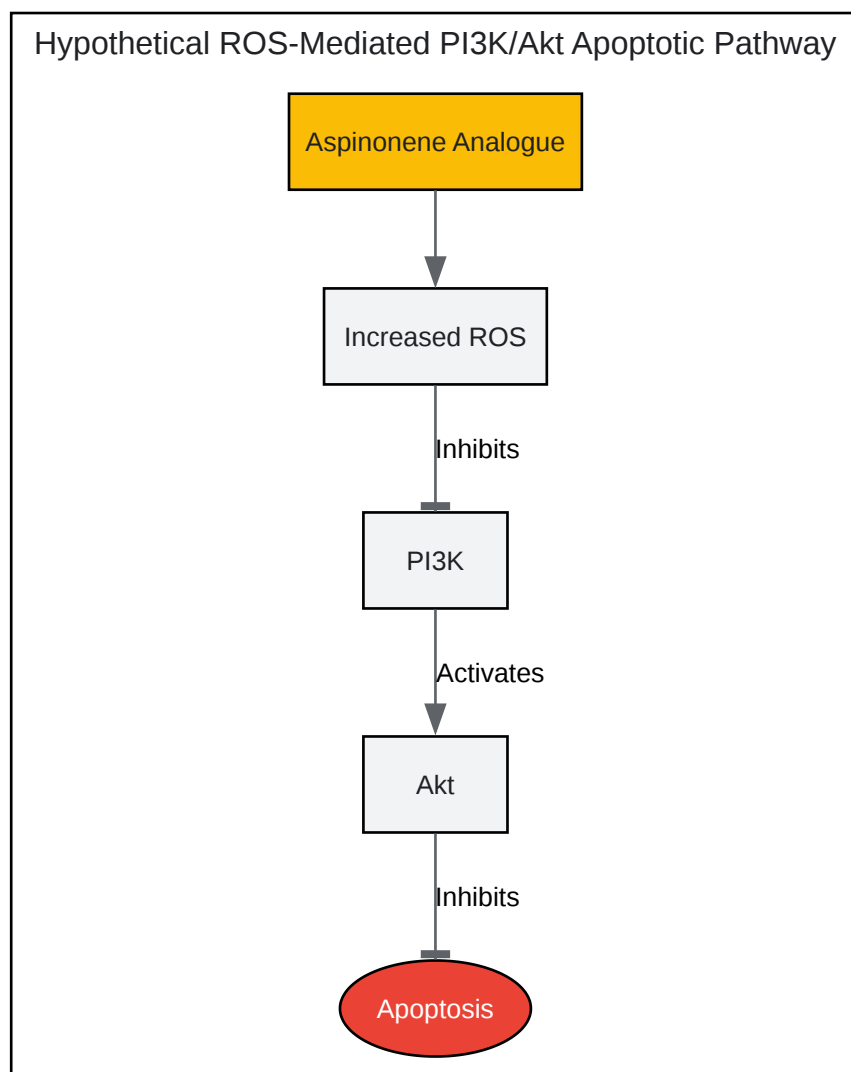 Hypothetical ROS-Mediated PI3K/Akt Apoptotic Pathway
Aspinonene Analogue
Increased ROS
Inhibits
PI3K
Activates
Akt
Inhibits
Apoptosis